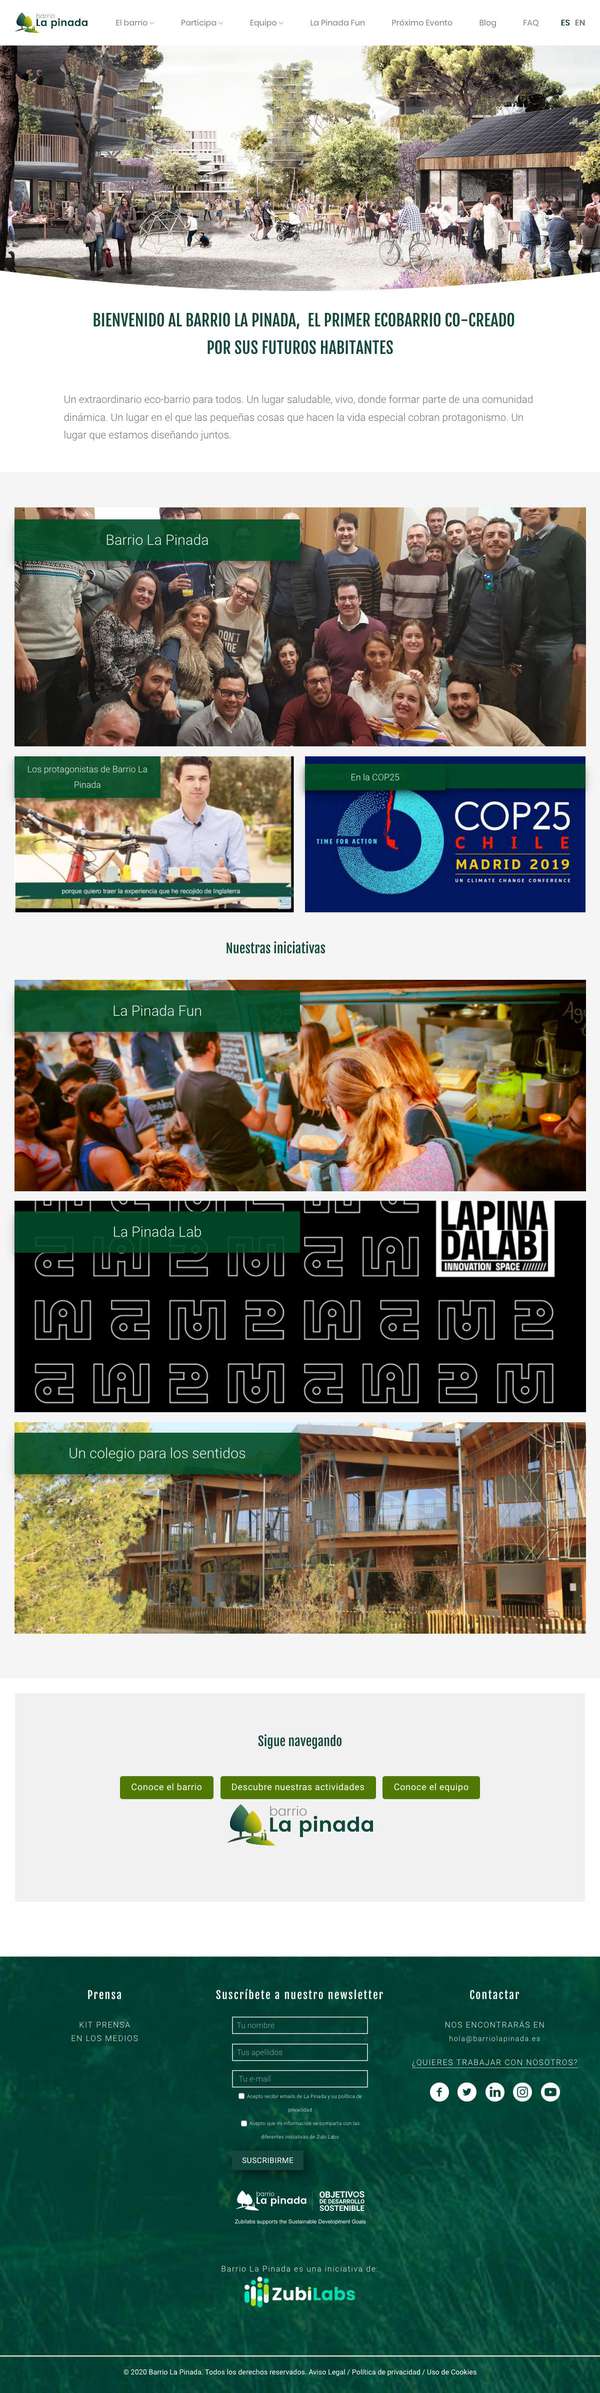 barrio
La pinada
El barrio
Participa
Equipo
La Pinada Fun
Próximo Evento
Blog
FAQ
ES EN
BIENVENIDO AL BARRIO LA PINADA, EL PRIMER ECOBARRIO CO-CREADO
POR SUS FUTUROS HABITANTES
Un extraordinario eco-barrio para todos. Un lugar saludable, vivo, donde formar parte de una comunidad
dinámica. Un lugar en el que las pequeñas cosas que hacen la vida especial cobran protagonismo. Un
lugar que estamos diseñando juntos.
Barrio La Pinada
Los protagonistas de Barrio La
Pinada
porque quiero traer la experiencia que he recojido de Inglaterra
En la COP25
TIME FOR ACTION
COP25
CHILE
MADRID 2019
UN CLIMATE CHANGE CONFERENCE
Nuestras iniciativas
La Pinada Fun
La Pinada Lab
LAPINA
DALAB
INNOVATION SPACE
Un colegio para los sentidos
Sigue navegando
Conoce el barrio
Descubre nuestras actividades
Conoce el equipo
barrio
La pinada
Prensa
KIT PRENSA
EN LOS MEDIOS
Suscríbete a nuestro newsletter
Tu nombre
Tus apellidos
Tu e-mail
Acepto recibir emails de La Pinada y su política de
privacidad
Acepto que mi información se comparta con las
diferentes iniciativas de Zubi Labs
SUSCRIBIRME
barrio
La pinada
OBJETIVOS
DE DESARROLLO
SOSTENIBLE
Zubilabs supports the Sustainable Development Goals
Barrio La Pinada es una iniciativa de:
ZubiLabs
Contactar
NOS ENCONTRARÁS EN
hola@barriolapinada.es
¿QUIERES TRABAJAR CON NOSOTROS?
© 2020 Barrio La Pinada. Todos los derechos reservados. Aviso Legal / Política de privacidad / Uso de Cookies